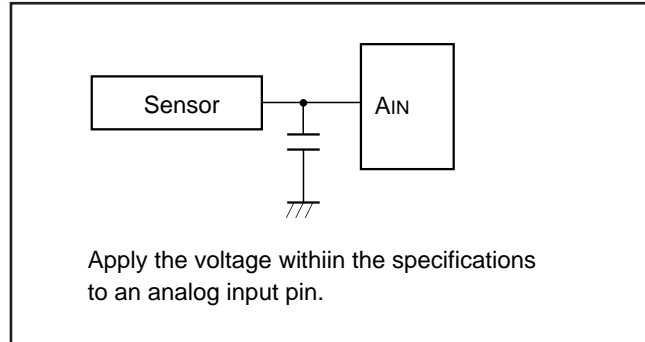 Sensor
AIN
Apply the voltage withiin the specifications
to an analog input pin.